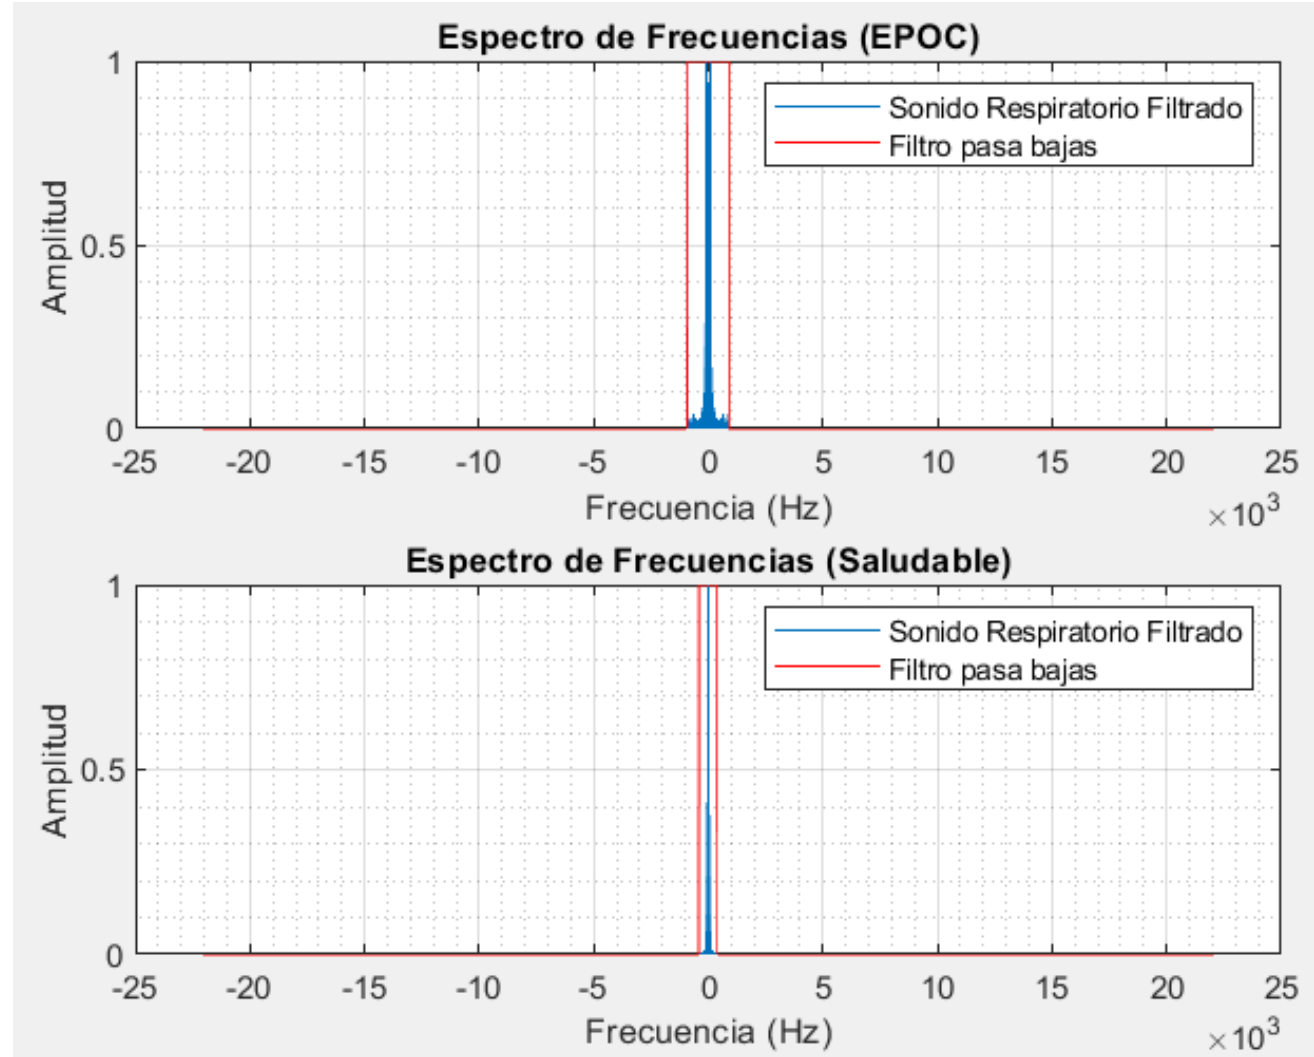 Espectro de Frecuencias (EPOC)
Sonido Respiratorio Filtrado
Filtro pasa bajas
1
0.5
0
Amplitud
-25 -20 -15 -10 -5 0 5 10 15 20 25
Frecuencia (Hz)
×10³
Espectro de Frecuencias (Saludable)
Sonido Respiratorio Filtrado
Filtro pasa bajas
1
0.5
0
Amplitud
-25 -20 -15 -10 -5 0 5 10 15 20 25
Frecuencia (Hz)
×10³